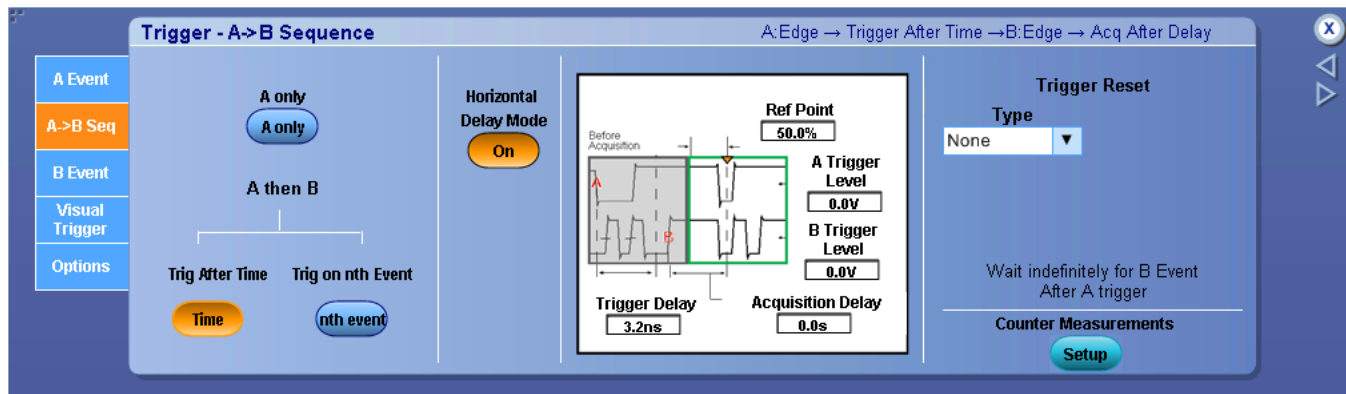 Trigger - A->B Sequence
A:Edge → Trigger After Time →B:Edge → Acq After Delay
X
A Event
A->B Seq
B Event
Visual
Trigger
Options
A only
A only
A then B
Trig After Time
Trig on nth Event
Time
nth event
Horizontal
Delay Mode
On
Before
Acquisition
A
B
Ref Point
50.0%
A Trigger
Level
0.0V
B Trigger
Level
0.0V
Trigger Delay
3.2ns
Acquisition Delay
0.0s
Trigger Reset
Type
None
Wait indefinitely for B Event
After A trigger
Counter Measurements
Setup